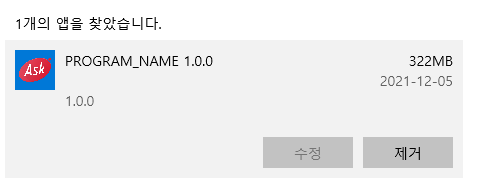 1개의 앱을 찾았습니다.
Ask
PROGRAM_NAME 1.0.0
322MB
2021-12-05
1.0.0
수정
제거